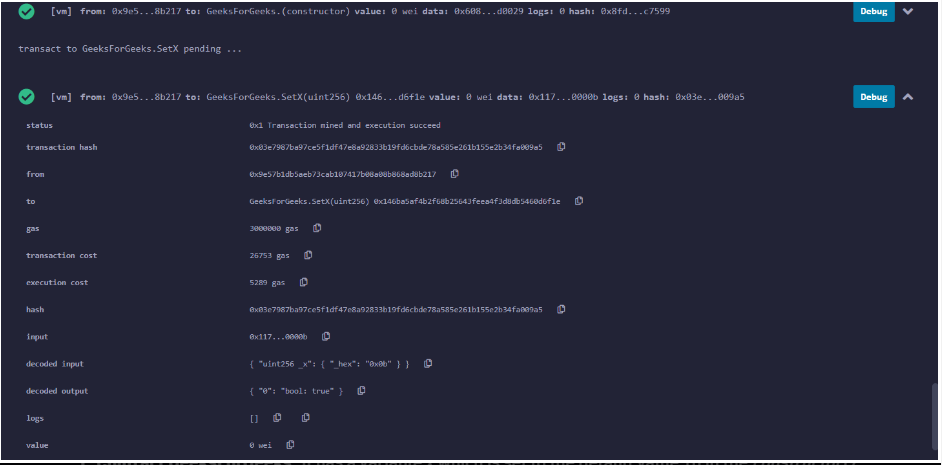 [vm] from: 0x9e5...8b217 to: GeeksForGeeks.(constructor) value: 0 wei data: 0x608...d0029 logs: 0 hash: 0x8fd...c7599 Debug
transact to GeeksForGeeks.SetX pending ...
[vm] from: 0x9e5...8b217 to: GeeksForGeeks.SetX(uint256) 0x146...d6f1e value: 0 wei data: 0x117...0000b logs: 0 hash: 0x03e...009a5 Debug
status 0x1 Transaction mined and execution succeed
transaction hash 0x03e7987ba97ce5f1df47e8a92833b19fd6cbde78a585e261b155e2b34fa009a5
from 0x9e57b1db5aeb73cab107417b08a08b868ad8b217
to GeeksForGeeks.SetX(uint256) 0x146ba5af4b2f68b25643feea4f3d8db5460d6f1e
gas 3000000 gas
transaction cost 26753 gas
execution cost 5289 gas
hash 0x03e7987ba97ce5f1df47e8a92833b19fd6cbde78a585e261b155e2b34fa009a5
input 0x117...0000b
decoded input { "uint256 _x": { "_hex": "0x0b" } }
decoded output { "0": "bool: true" }
logs []
value 0 wei